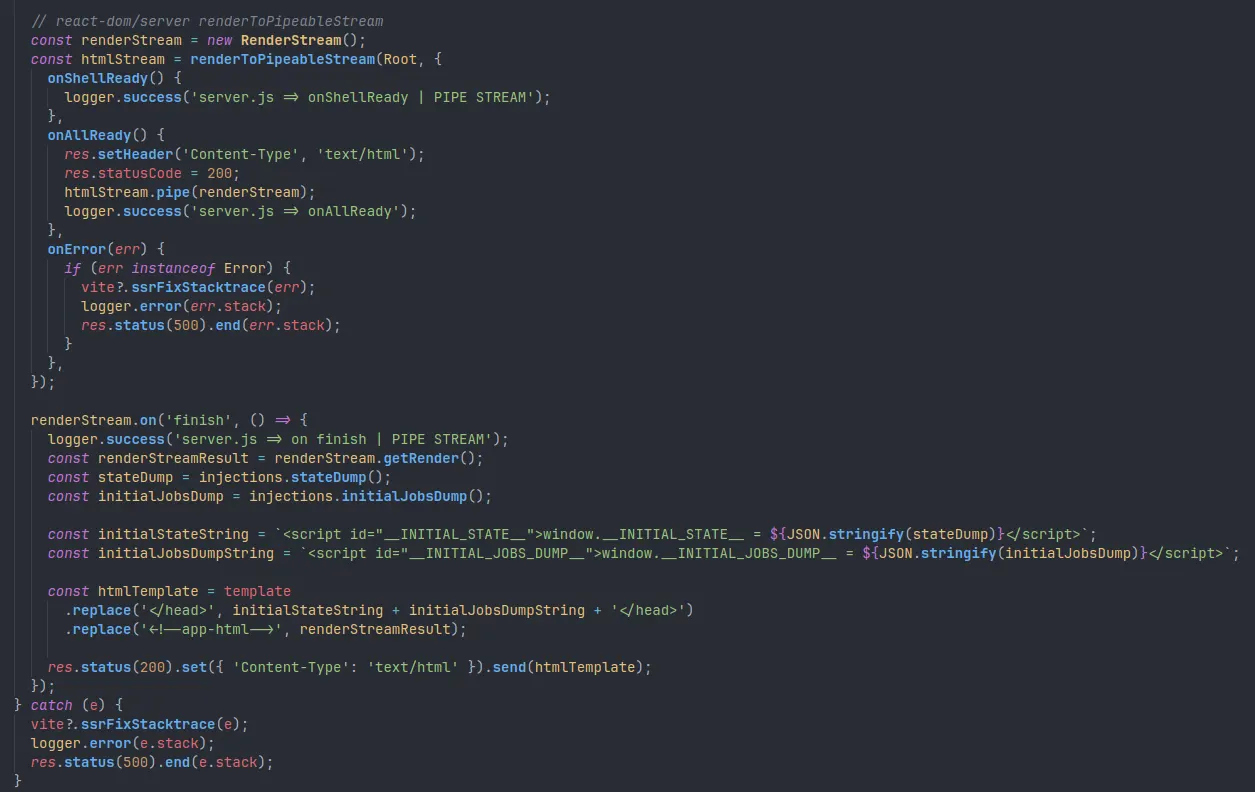 // react-dom/server renderToPipeableStream
const renderStream = new RenderStream();
const htmlStream = renderToPipeableStream(Root, {
  onShellReady() {
    logger.success('server.js => onShellReady | PIPE STREAM');
  },
  onAllReady() {
    res.setHeader('Content-Type', 'text/html');
    res.statusCode = 200;
    htmlStream.pipe(renderStream);
    logger.success('server.js => onAllReady');
  },
  onError(err) {
    if (err instanceof Error) {
      vite?.ssrFixStacktrace(err);
      logger.error(err.stack);
      res.status(500).end(err.stack);
    }
  },
});

renderStream.on('finish', () => {
  logger.success('server.js => on finish | PIPE STREAM');
  const renderStreamResult = renderStream.getRender();
  const stateDump = injections.stateDump();
  const initialJobsDump = injections.initialJobsDump();

  const initialStateString = `<script id="__INITIAL_STATE__">window.__INITIAL_STATE__ = ${JSON.stringify(stateDump)}</script>`;
  const initialJobsDumpString = `<script id="__INITIAL_JOBS_DUMP__">window.__INITIAL_JOBS_DUMP__ = ${JSON.stringify(initialJobsDump)}</script>`;

  const htmlTemplate = template
    .replace('</head>', initialStateString + initialJobsDumpString + '</head>')
    .replace('<!--app-html-->', renderStreamResult);

  res.status(200).set({ 'Content-Type': 'text/html' }).send(htmlTemplate);
});
} catch (e) {
  vite?.ssrFixStacktrace(e);
  logger.error(e.stack);
  res.status(500).end(e.stack);
}